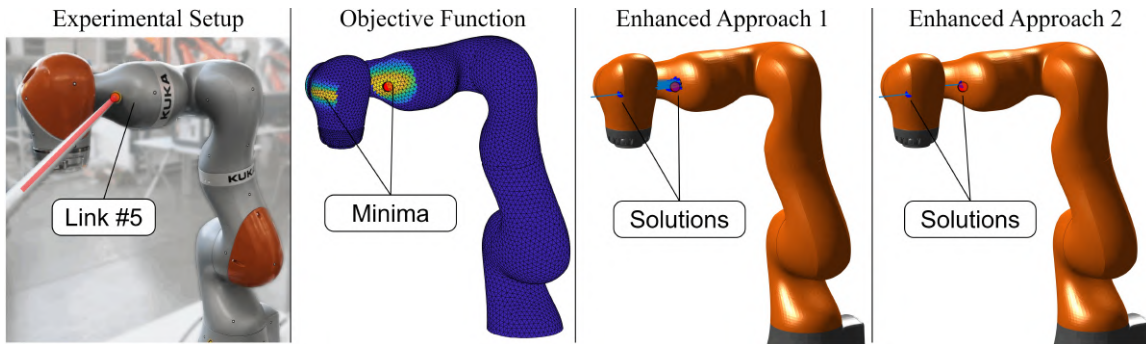 Experimental Setup
Objective Function
Enhanced Approach 1
Enhanced Approach 2
KUKA
KUKA
Link #5
Minima
Solutions
Solutions